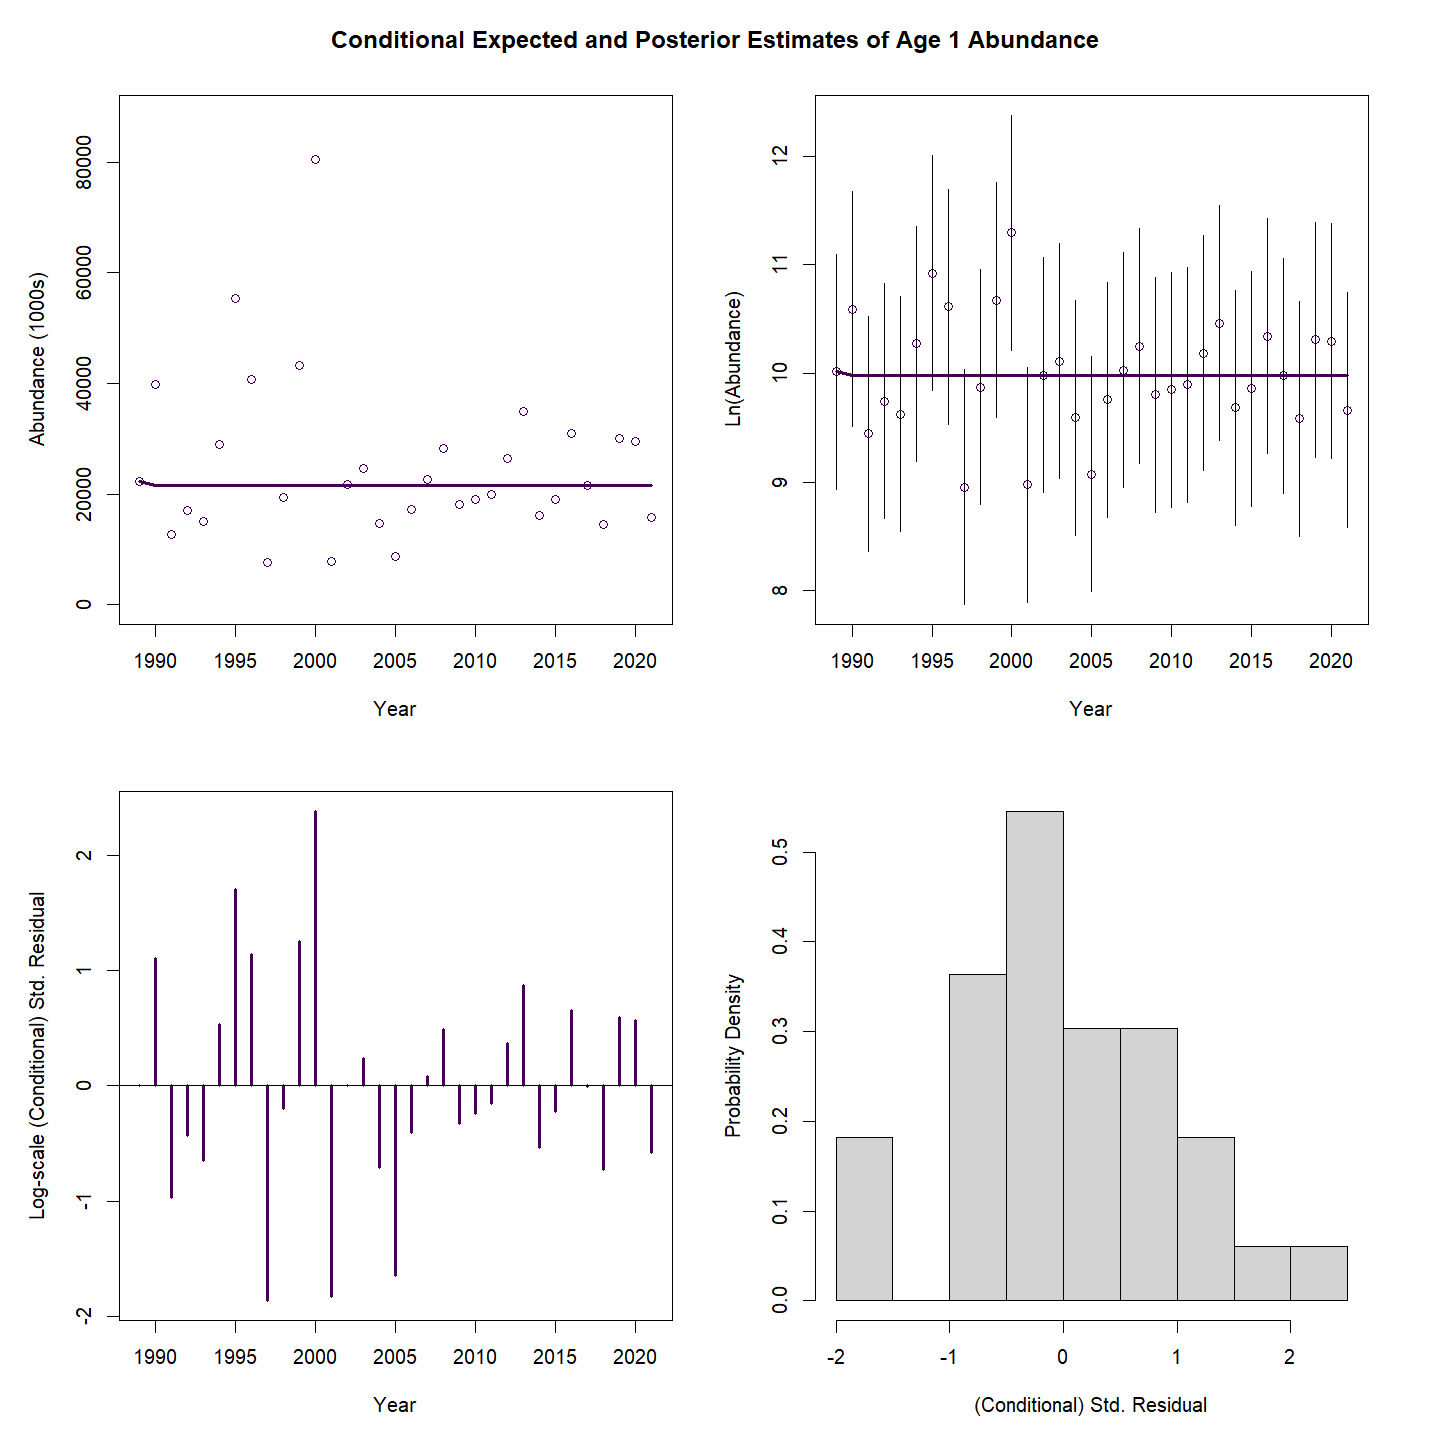 Conditional Expected and Posterior Estimates of Age 1 Abundance
Abundance (1000s)
80000
60000
40000
20000
0
1990 1995 2000 2005 2010 2015 2020
Year
Ln(Abundance)
12
11
10
9
8
1990 1995 2000 2005 2010 2015 2020
Year
Log-scale (Conditional) Std. Residual
2
1
0
-1
-2
1990 1995 2000 2005 2010 2015 2020
Year
Probability Density
0.5
0.4
0.3
0.2
0.1
0.0
-2 -1 0 1 2
(Conditional) Std. Residual